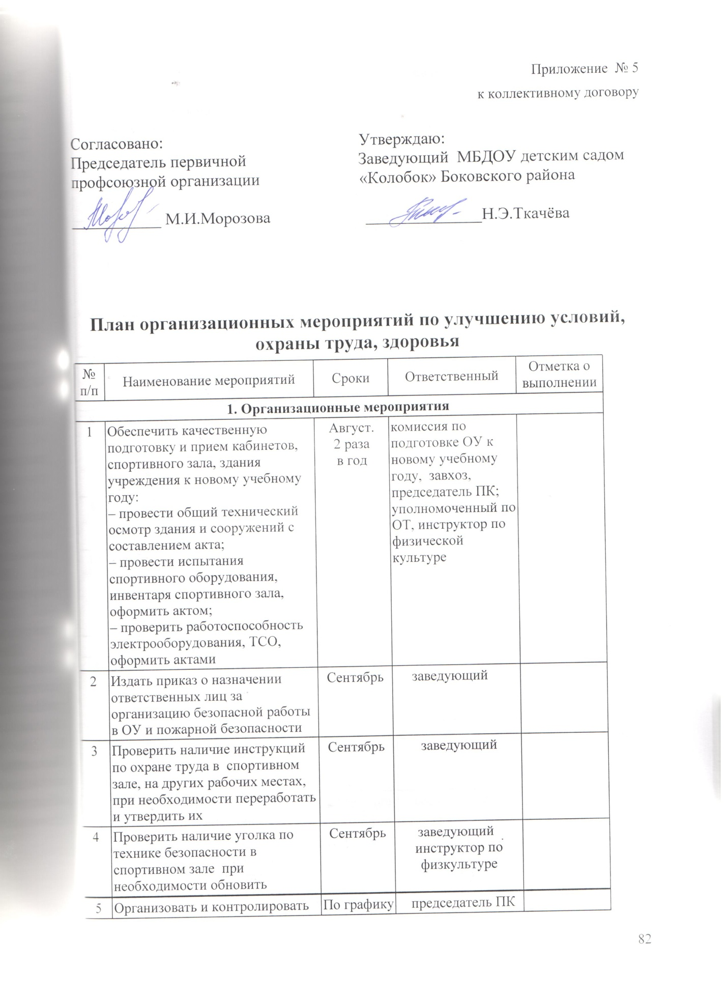 Приложение № 5
к коллективному договору
Согласовано:
Председатель первичной
профсоюзной организации
М.И.Морозова
Утверждаю:
Заведующий МБДОУ детским садом
«Колобок» Боковского района
Н.Э.Ткачёва
План организационных мероприятий по улучшению условий,
охраны труда, здоровья
№
п/п
Наименование мероприятий
Сроки
Ответственный
Отметка о
выполнении
1. Организационные мероприятия
1
Обеспечить качественную
подготовку и прием кабинетов,
спортивного зала, здания
учреждения к новому учебному
году:
– провести общий технический
осмотр здания и сооружений с
составлением акта;
– провести испытания
спортивного оборудования,
инвентаря спортивного зала,
оформить актом;
– проверить работоспособность
электрооборудования, ТСО,
оформить актами
Август.
2 раза
в год
комиссия по
подготовке ОУ к
новому учебному
году, завхоз,
председатель ПК;
уполномоченный по
ОТ, инструктор по
физической
культуре
2
Издать приказ о назначении
ответственных лиц за
организацию безопасной работы
в ОУ и пожарной безопасности
Сентябрь
заведующий
3
Проверить наличие инструкций
по охране труда в спортивном
зале, на других рабочих местах,
при необходимости переработать
и утвердить их
Сентябрь
заведующий
4
Проверить наличие уголка по
технике безопасности в
спортивном зале при
необходимости обновить
Сентябрь
заведующий
инструктор по
физкультуре
5
Организовать и контролировать
По графику
председатель ПК
82